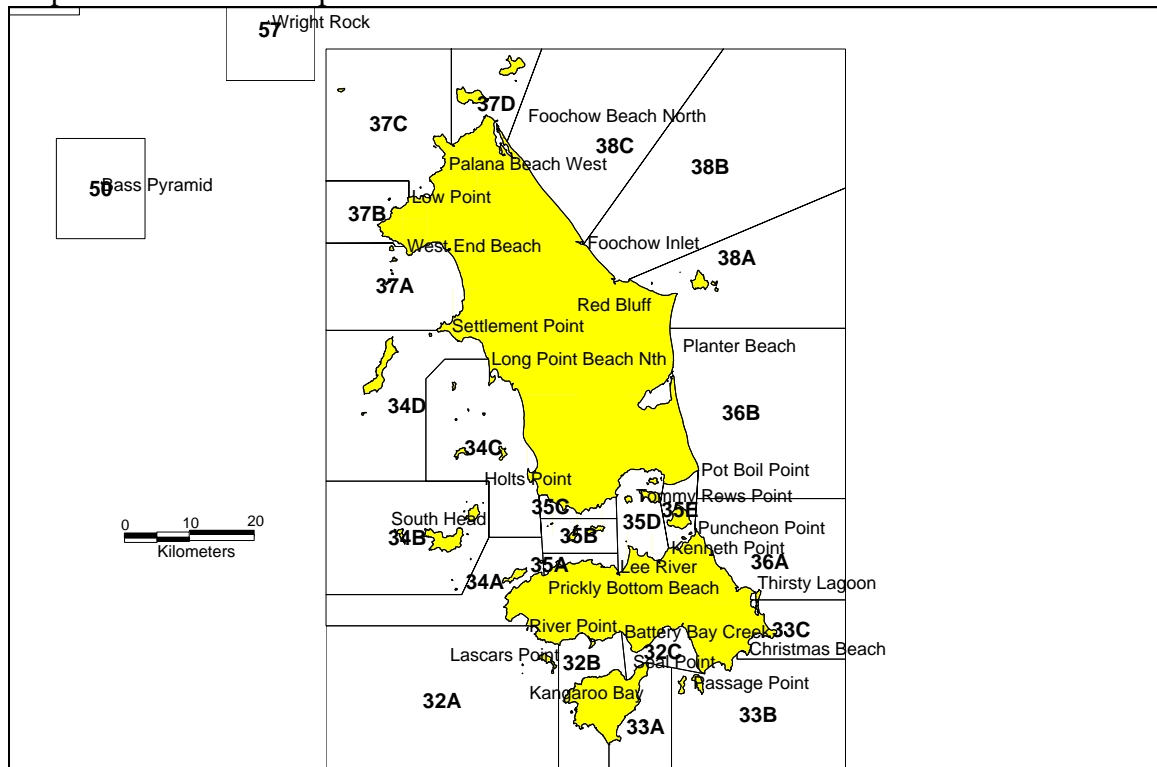 Wright Rock
57
37D
Foochow Beach North
37C
38C
Palana Beach West
38B
50
Bass Pyramid
Low Point
37B
Foochow Inlet
West End Beach
38A
37A
Red Bluff
Settlement Point
Planter Beach
Long Point Beach Nth
34D
36B
34C
Holts Point
Pot Boil Point
Tommy Rews Point
35C
35E
South Head
35D
0 10 20
Kilometers
34B
35B
Puncheon Point
Kenneth Point
36A
35A
Lee River
34A
Thirsty Lagoon
Prickly Bottom Beach
River Point
Battery Bay Creek
33C
Christmas Beach
Lascars Point
32B
32C
Seal Point
Passage Point
Kangaroo Bay
32A
33A
33B